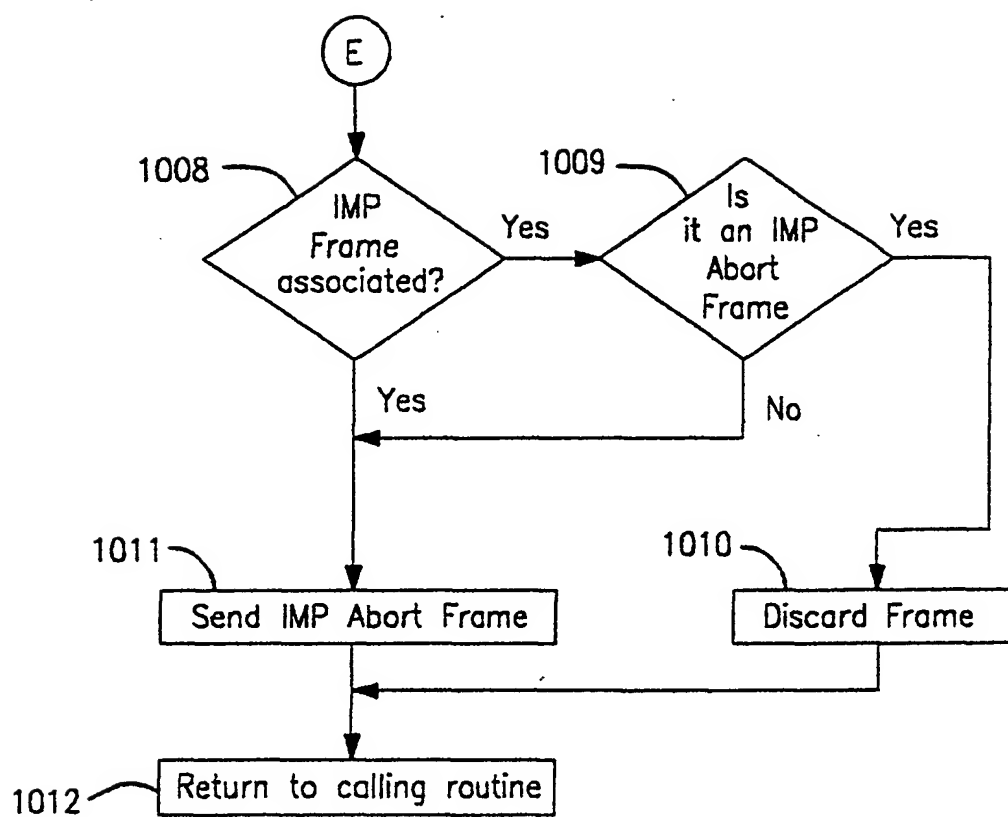 E
1008
IMP
Frame
associated?
Yes
1009
Is
it an IMP
Abort
Frame
Yes
Yes
No
1011
Send IMP Abort Frame
1010
Discard Frame
1012
Return to calling routine